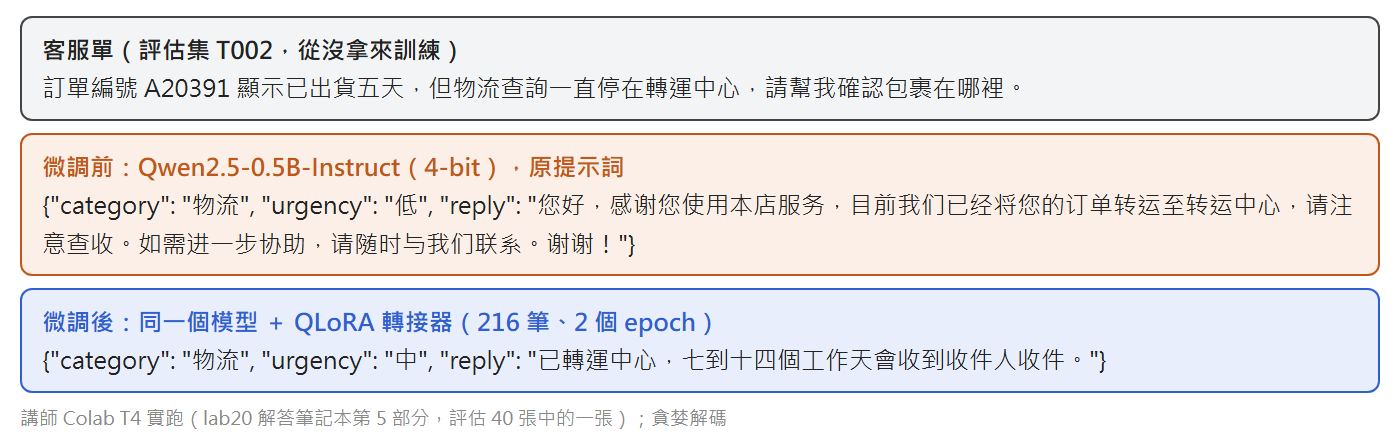 客服單（評估集 T002，從沒拿來訓練）
訂單編號 A20391 顯示已出貨五天，但物流查詢一直停在轉運中心，請幫我確認包裹在哪裡。
微調前：Qwen2.5-0.5B-Instruct（4-bit），原提示詞
{"category": "物流", "urgency": "低", "reply": "您好，感谢您使用本店服务，目前我们已经将您的订单转运至转运中心，请注
意查收。如需进一步协助，请随时与我们联系。谢谢！"}
微調後：同一個模型 + QLoRA 轉接器（216 筆、2 個 epoch）
{"category": "物流", "urgency": "中", "reply": "已轉運中心，七到十四個工作天會收到收件人收件。"}
講師 Colab T4 實跑（lab20 解答筆記本第 5 部分，評估 40 張中的一張）；貪婪解碼